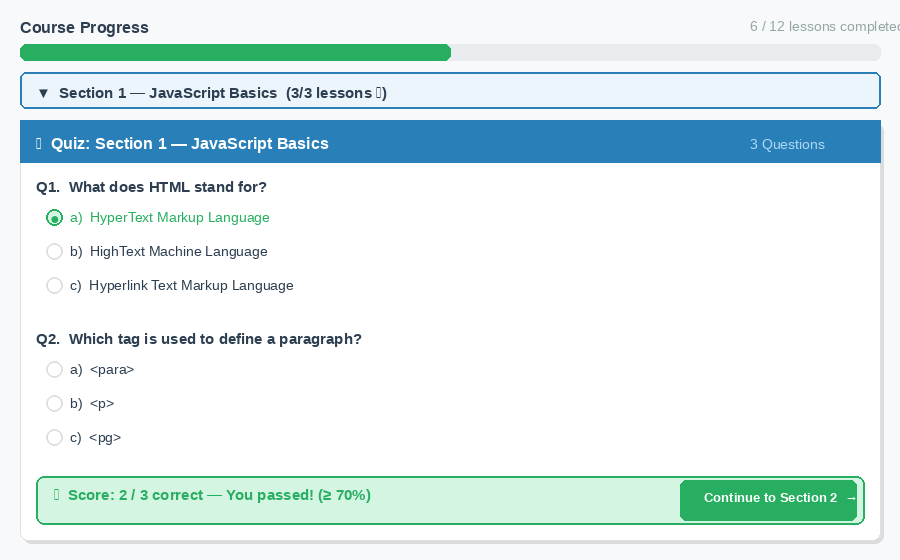 Course Progress
6 / 12 lessons completed
▼ Section 1 — JavaScript Basics (3/3 lessons ▯)
▯ Quiz: Section 1 — JavaScript Basics
3 Questions
Q1. What does HTML stand for?
a) HyperText Markup Language
b) HighText Machine Language
c) Hyperlink Text Markup Language
Q2. Which tag is used to define a paragraph?
a) <para>
b) <p>
c) <pg>
▯ Score: 2 / 3 correct — You passed! (≥ 70%)
Continue to Section 2 →